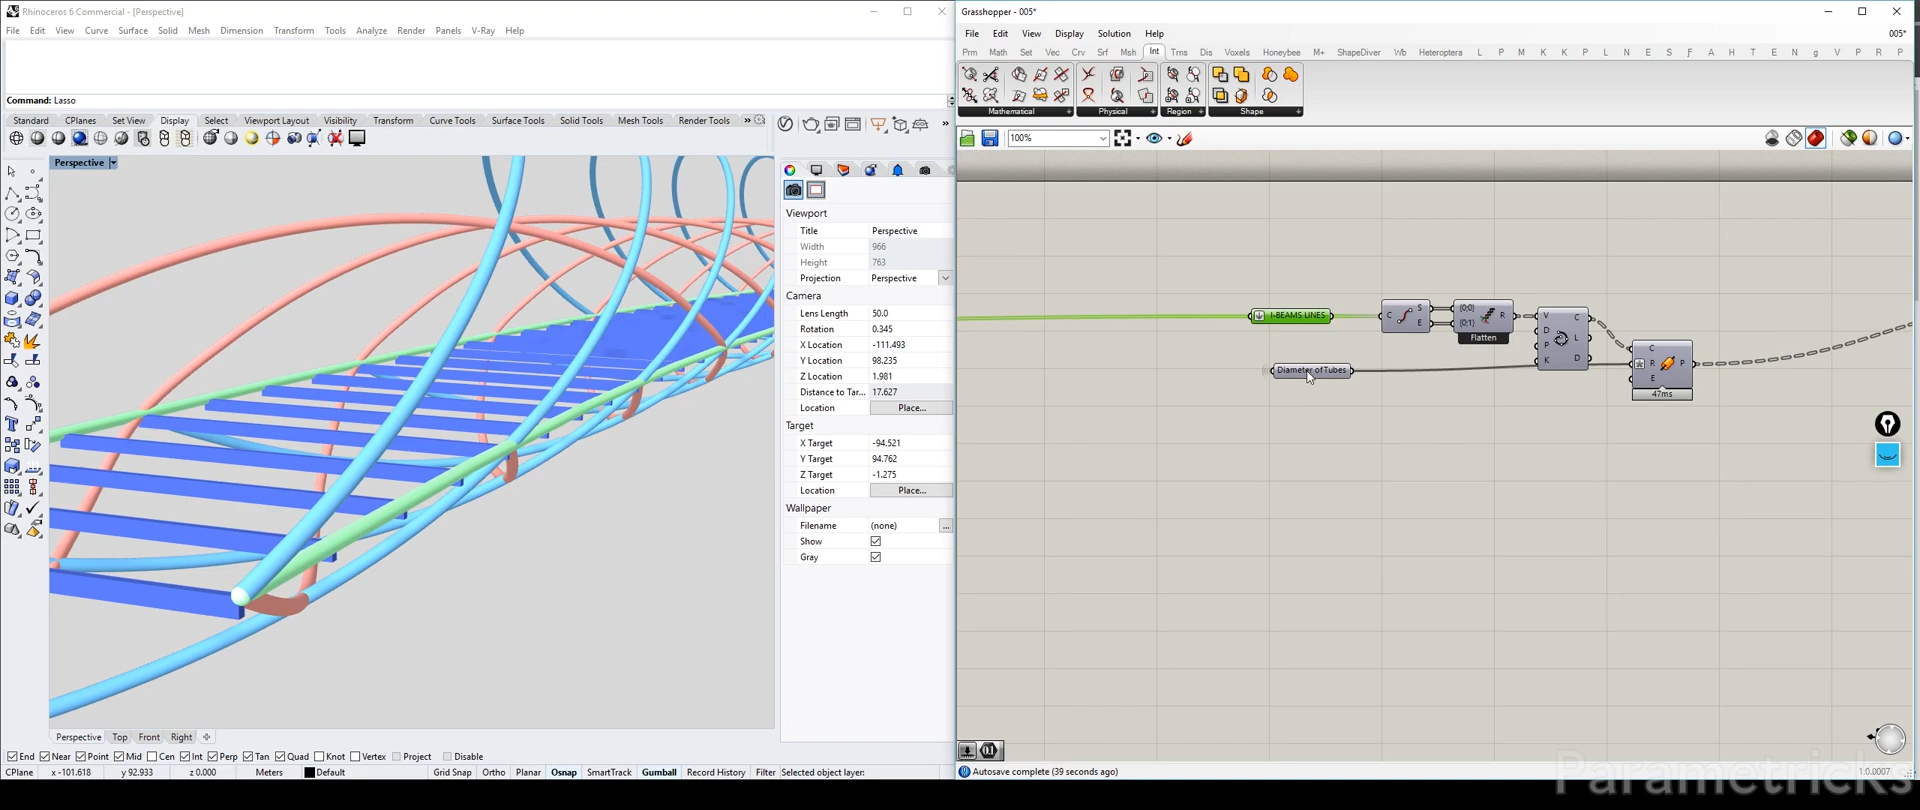 Rhinoceros 6 Commercial - [Perspective]
File Edit View Curve Surface Solid Mesh Dimension Transform Tools Analyze Render Panels V-Ray Help
Command: Lasso
Standard CPlanes Set View Display Select Viewport Layout Visibility Transform Curve Tools Surface Tools Solid Tools Mesh Tools Render Tools »
Perspective
Viewport
Title Perspective
Width 966
Height 763
Projection Perspective
Camera
Lens Length 50.0
Rotation 0.345
X Location -111.493
Y Location 98.235
Z Location 1.981
Distance to Tar... 17.627
Location Place...
Target
X Target -94.521
Y Target 94.762
Z Target -1.275
Location Place...
Wallpaper
Filename (none) ...
Show
Gray
Perspective Top Front Right
End Near Point Mid Cen Int Perp Tan Quad Knot Vertex Project Disable
CPlane x -101.618 y 92.933 z 0.000 Meters Default Grid Snap Ortho Planar Osnap SmartTrack Gumball Record History Filter Selected object layer:
Grasshopper - 005*
File Edit View Display Solution Help 005*
Prm Math Set Vec Crv Srf Msh Int Trns Dis Voxels Honeybee M+ ShapeDiver Wb Heteroptera L P M K K P L N E S F A H T E N g V P R P
Mathematical + Physical + Region + Shape +
100%
I-BEAMS LINES
C S E
{0;0} {0;1} R
Flatten
V D P K C L D
Diameter of Tubes
C R E P
47ms
Autosave complete (39 seconds ago)
1.0.0007
Parametricks